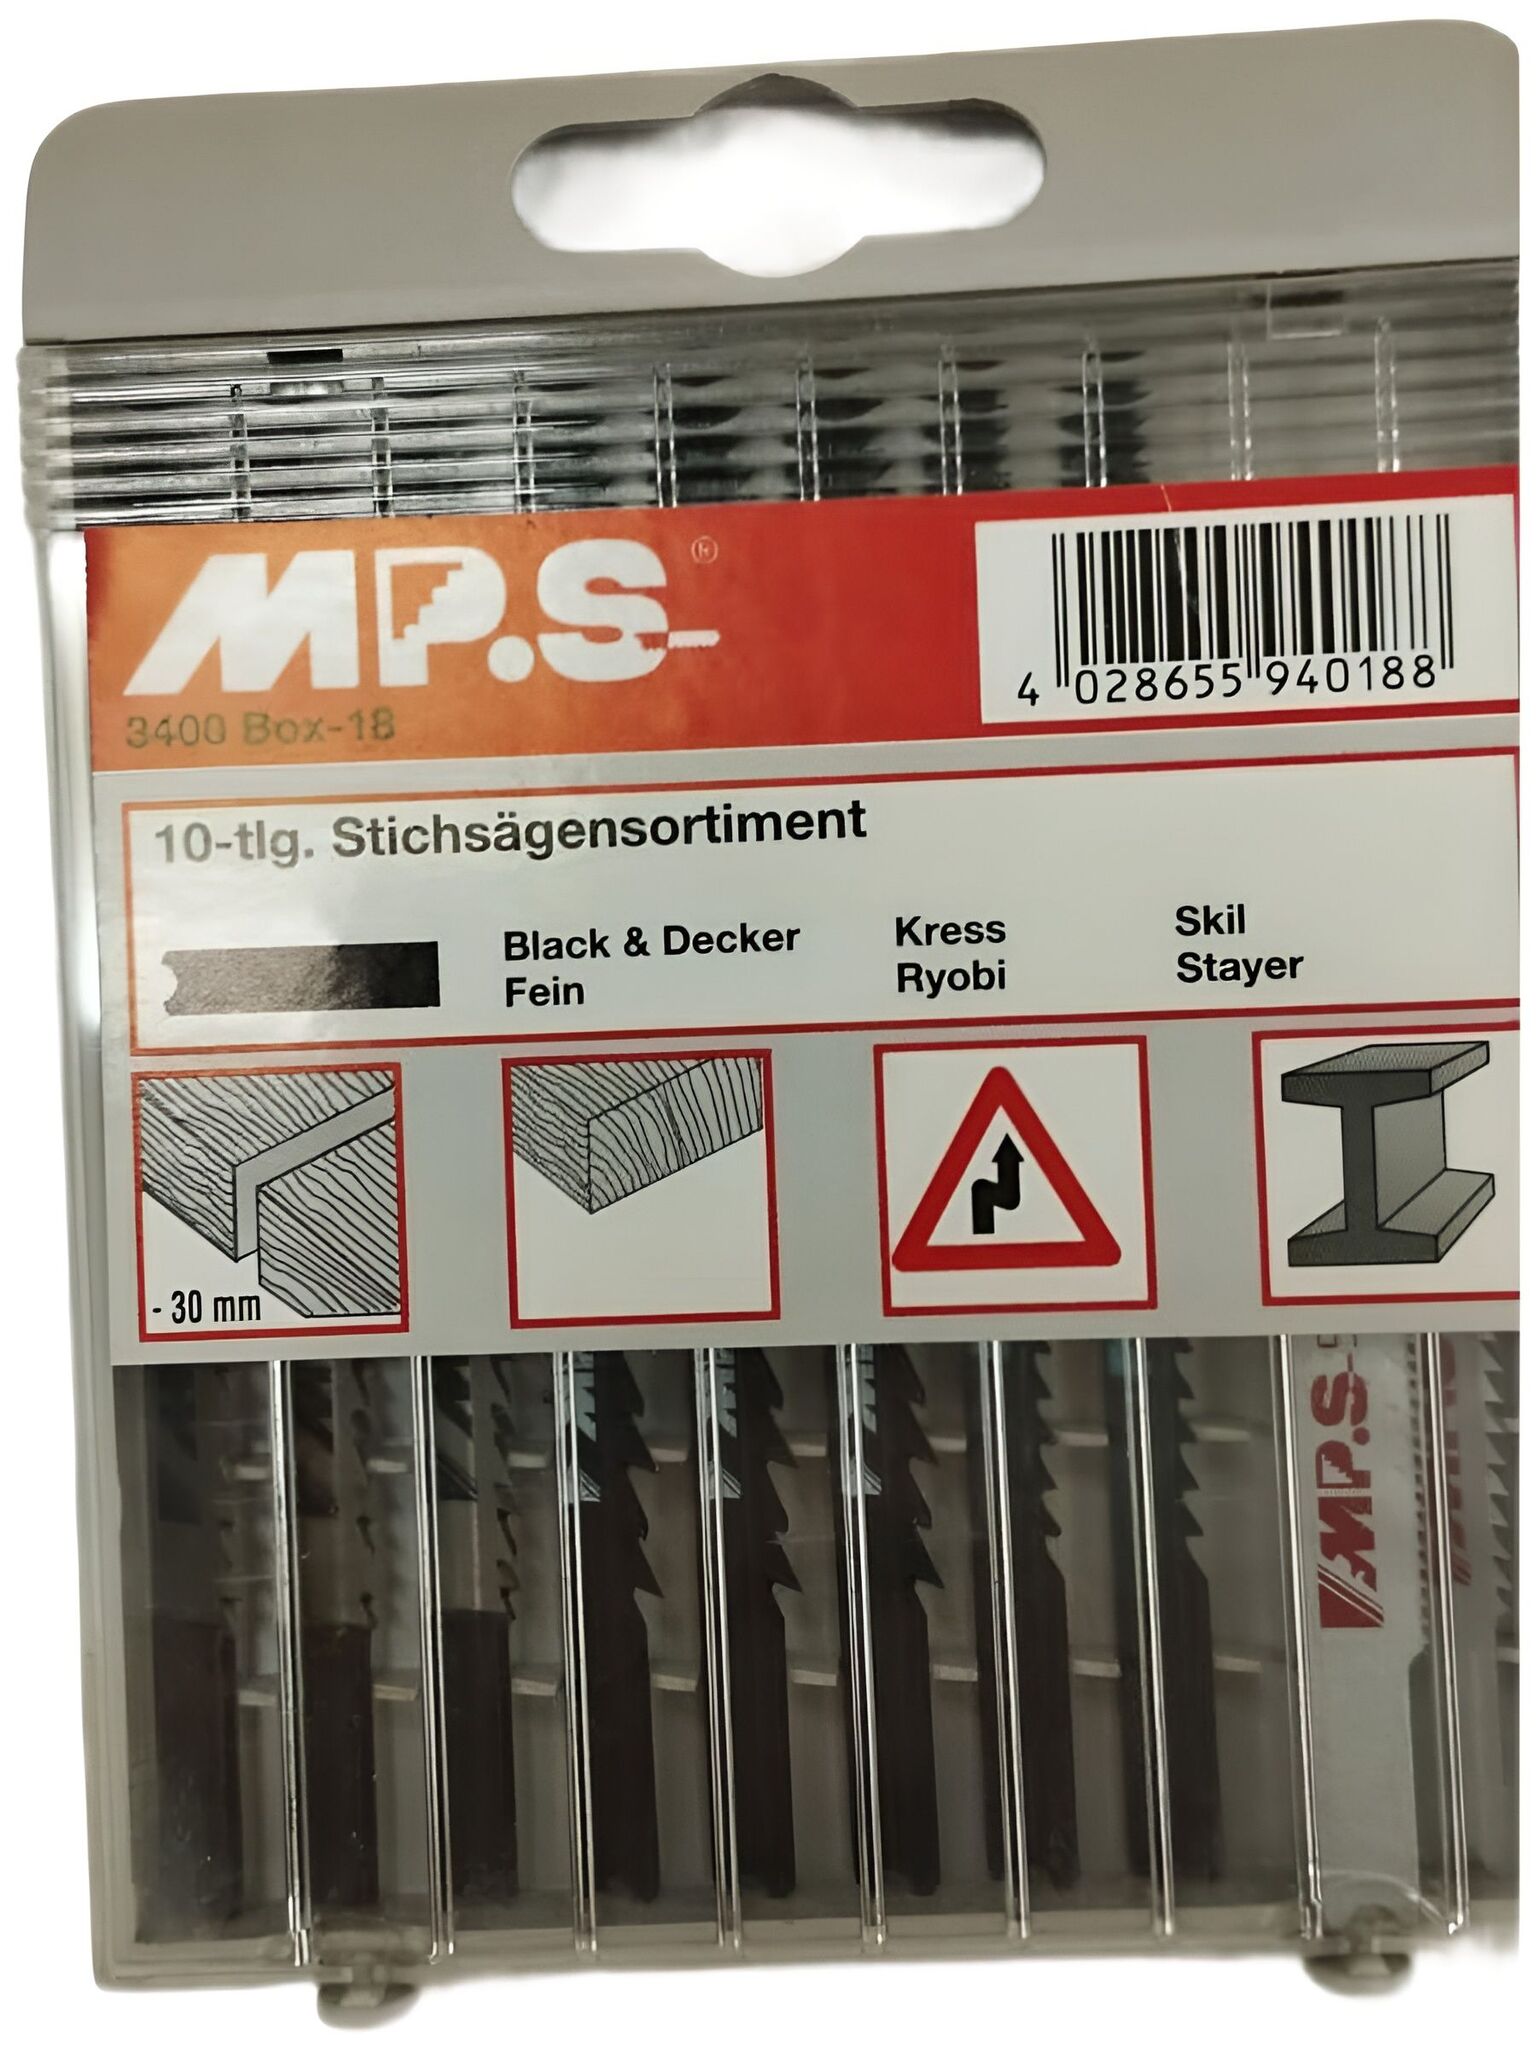 MP.S ®
3400 Box-18
4 028655 940188
10-tlg. Stichsägensortiment
Black & Decker
Fein
Kress
Ryobi
Skil
Stayer
- 30 mm
MP.S